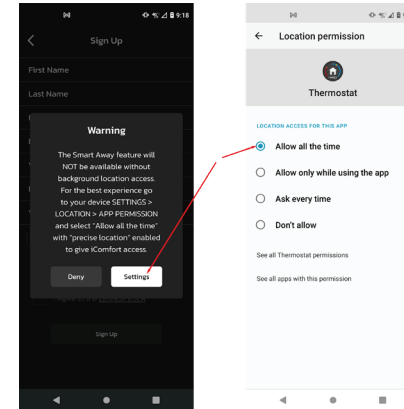 9:18
Sign Up
First Name
Last Name
Warning
The Smart Away feature will
NOT be available without
background location access.
For the best experience go
to your device SETTINGS >
LOCATION > APP PERMISSION
and select "Allow all the time"
with "precise location" enabled
to give iComfort access.
Deny
Settings
Sign Up
Location permission
Thermostat
LOCATION ACCESS FOR THIS APP
Allow all the time
Allow only while using the app
Ask every time
Don't allow
See all Thermostat permissions
See all apps with this permission